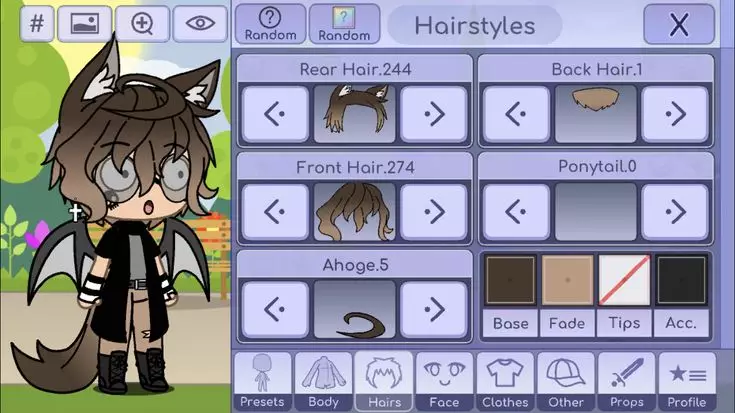 #
Random
Random
Hairstyles
X
Rear Hair.244
Back Hair.1
Front Hair.274
Ponytail.0
Ahoge.5
Base
Fade
Tips
Acc.
Presets
Body
Hairs
Face
Clothes
Other
Props
Profile